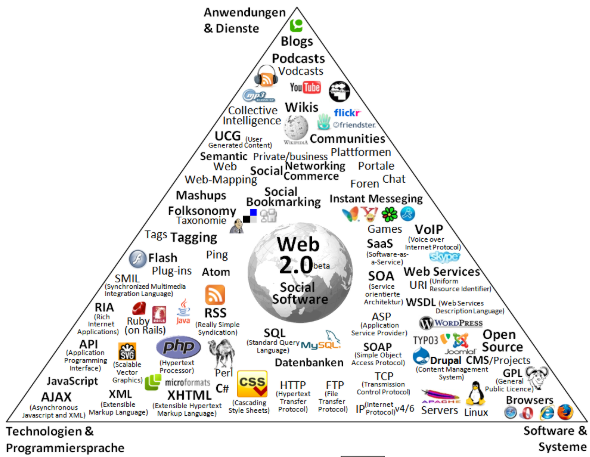 Anwendungen
& Dienste
Blogs
Podcasts
Vodcasts
YouTube
mp3
Wikis
Collective
Intelligence
flickr
@friendster.
WIKIPEDIA
UCG (User
Generated Content)
Communities
Plattformen
Semantic
Web
Private/business
Social Networking
Commerce
Portale
Web-Mapping
Foren Chat
Mashups
Social
Bookmarking
Instant Messeging
Folksonomy
Taxonomie
Games
VoIP
(Voice over
Internet Protocol)
skype
Tags Tagging
Web
2.0 beta
Social
Software
SaaS
(Software-as
-a-Service)
Flash
Plug-ins
Ping
Atom
SOA
(Service
orientierte
Architektur)
Web Services
URI (Uniform
Resource Identifier)
SMIL
(Synchronized Multimedia
Integration Language)
WSDL (Web Services
Description Language)
RIA
(Rich
Internet
Applications)
Ruby
(on Rails)
Java
RSS
(Really Simple
Syndication)
ASP
(Application
Service Provider)
WORDPRESS
SQL
(Standard Query
Language)
MySQL
TYPO3
Joomla!
Open
Source
API
(Application
Programming
Interface)
SVG
(Scalable
Vector
Graphics)
php
(Hypertext
Processor)
Perl
Datenbanken
SOAP
(Simple Object
Access Protocol)
Drupal CMS/Projects
(Content Management
System)
GPL
(General
Public Licence)
JavaScript
microformats
C#
CSS
(Cascading
Style Sheets)
HTTP
(Hypertext
Transfer
Protocol)
FTP
(File
Transfer
Protocol)
TCP
(Transmission
Control Protocol)
AJAX
(Asynchronous
Javascript and XML)
XML
(Extensible
Markup Language)
XHTML
(Extensible Hypertext
Markup Language)
IP (Internet
Protocol) v4/6
APACHE
Servers
Linux
Browsers
Technologien &
Programmiersprache
Software &
Systeme